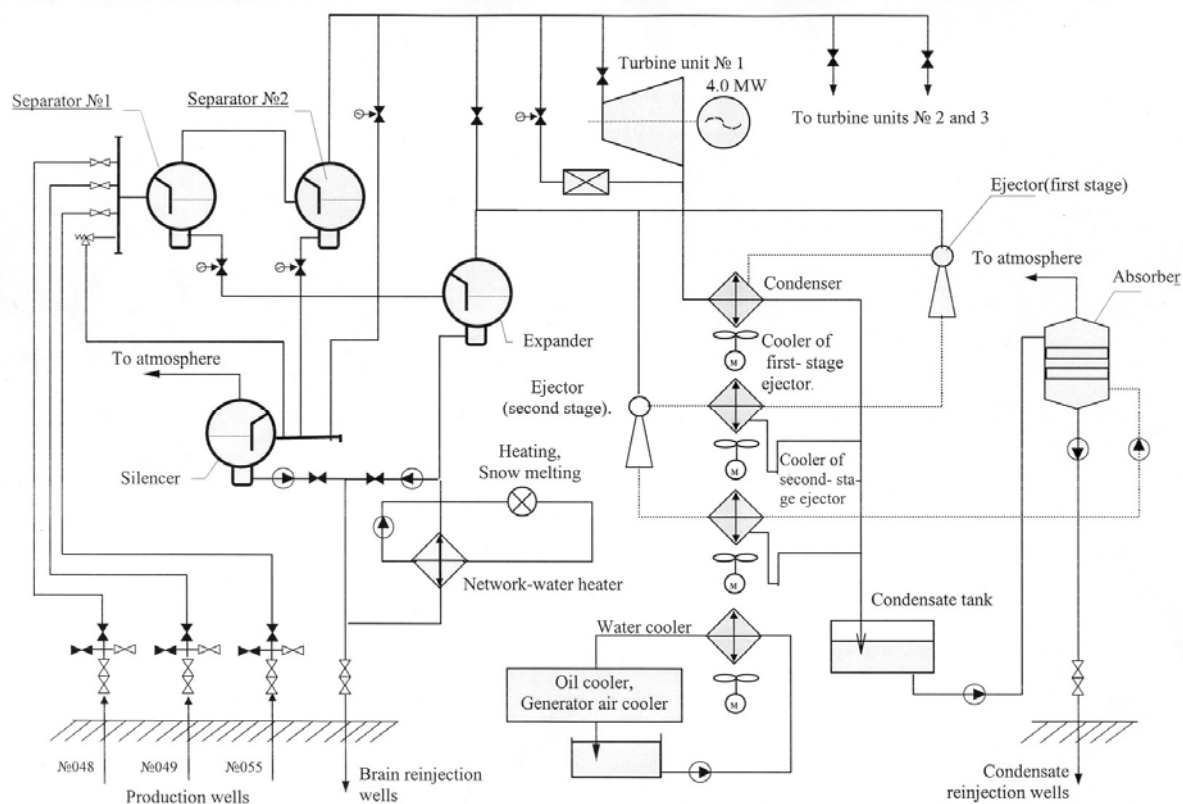 Turbine unit № 1
4.0 MW
Separator №1
Separator №2
To turbine units № 2 and 3
Ejector(first stage)
To atmosphere
Absorber
Condenser
Expander
Cooler of
first- stage
ejector.
To atmosphere
Ejector
(second stage).
M
Heating,
Snow melting
Silencer
M
Cooler of
second- sta-
ge ejector
Network-water heater
M
Condensate tank
Water cooler
Oil cooler,
Generator air cooler
M
№048
№049
№055
Production wells
Brain reinjection
wells
Condensate
reinjection wells